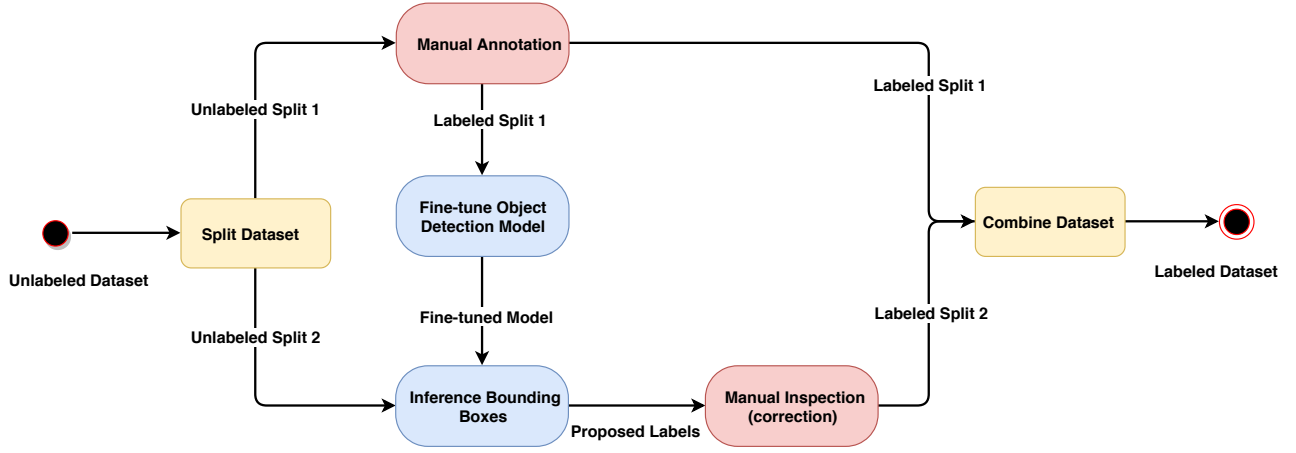 Manual Annotation
Unlabeled Split 1
Labeled Split 1
Labeled Split 1
Fine-tune Object
Detection Model
Split Dataset
Combine Dataset
Unlabeled Dataset
Labeled Dataset
Unlabeled Split 2
Fine-tuned Model
Labeled Split 2
Inference Bounding
Boxes
Proposed Labels
Manual Inspection
(correction)